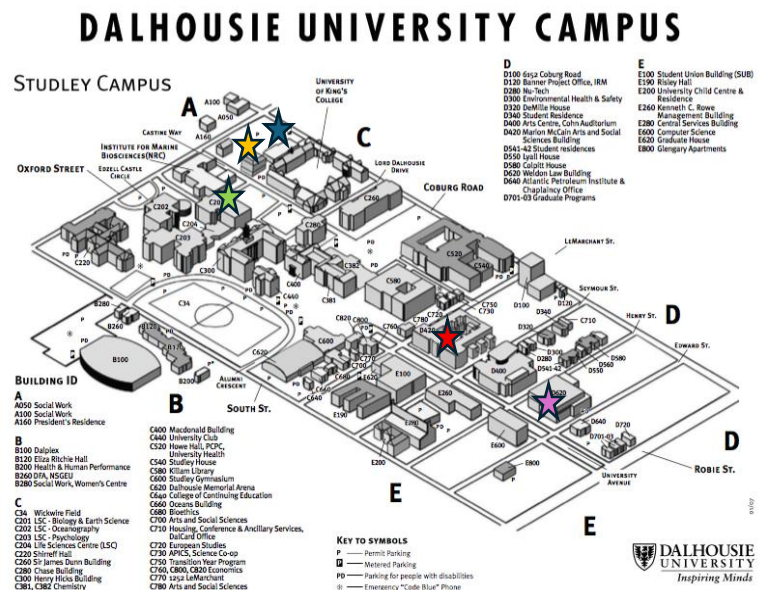 DALHOUSIE UNIVERSITY CAMPUS
STUDLEY CAMPUS
A
A100
A050
A160
CASTINE WAY
INSTITUTE FOR MARINE
BIOSCIENCES(NRC)
OXFORD STREET
EDZELL CASTLE
CIRCLE
UNIVERSITY
OF KING'S
COLLEGE
C
LORD DALHOUSIE
DRIVE
COBURG ROAD
LEMARCHANT ST.
SEYMOUR ST.
HENRY ST.
EDWARD ST.
D
D
ROBIE ST.
UNIVERSITY
AVENUE
E
E
B
ALUMNI
CRESCENT
SOUTH ST.
C202
C204
C203
C220
C300
C280
C260
C400
C440
C382
C381
C34
C520
C540
C580
C750
C730
C720
C780
C760
C820
C800
C600
C770
C700
C680
C660
C640
C620
C710
B280
B260
B100
B200
D100
D120
D340
D320
D300
D280
D541-42
D560
D550
D580
D400
D420
D620
D640
D720
D701-03
E100
E620
E190
E260
E280
E200
E600
E800
D
D100 6152 Coburg Road
D120 Banner Project Office, IRM
D280 Nu-Tech
D300 Environmental Health & Safety
D320 DeMille House
D340 Student Residence
D400 Arts Centre, Cohn Auditorium
D420 Marion McCain Arts and Social
Sciences Building
D541-42 Student residences
D550 Lyall House
D580 Colpitt House
D620 Weldon Law Building
D640 Atlantic Petroleum Institute &
Chaplaincy Office
D701-03 Graduate Programs
E
E100 Student Union Building (SUB)
E190 Risley Hall
E200 University Child Centre &
Residence
E260 Kenneth C. Rowe
Management Building
E280 Central Services Building
E600 Computer Science
E620 Graduate House
E800 Glengary Apartments
BUILDING ID
A
A050 Social Work
A100 Social Work
A160 President's Residence
B
B100 Dalplex
B120 Eliza Ritchie Hall
B200 Health & Human Performance
B260 DFA, NSGEU
B280 Social Work, Women's Centre
C
C34 Wickwire Field
C201 LSC - Biology & Earth Science
C202 LSC - Oceanography
C203 LSC - Psychology
C204 Life Sciences Centre (LSC)
C220 Shirreff Hall
C260 Sir James Dunn Building
C280 Chase Building
C300 Henry Hicks Building
C381, C382 Chemistry
C400 Macdonald Building
C440 University Club
C520 Howe Hall, PCPC,
University Health
C540 Studley House
C580 Killam Library
C600 Studley Gymnasium
C620 Dalhousie Memorial Arena
C640 College of Continuing Education
C660 Oceans Building
C680 Bioethics
C700 Arts and Social Sciences
C710 Housing, Conference & Ancillary Services,
DalCard Office
C720 European Studies
C730 APICS, Science Co-op
C750 Transition Year Program
C760, C800, C820 Economics
C770 1252 LeMarchant
C780 Arts and Social Sciences
KEY TO SYMBOLS
P Permit Parking
P Metered Parking
PD Parking for people with disabilities
Emergency "Code Blue" Phone
DALHOUSIE
UNIVERSITY
Inspiring Minds